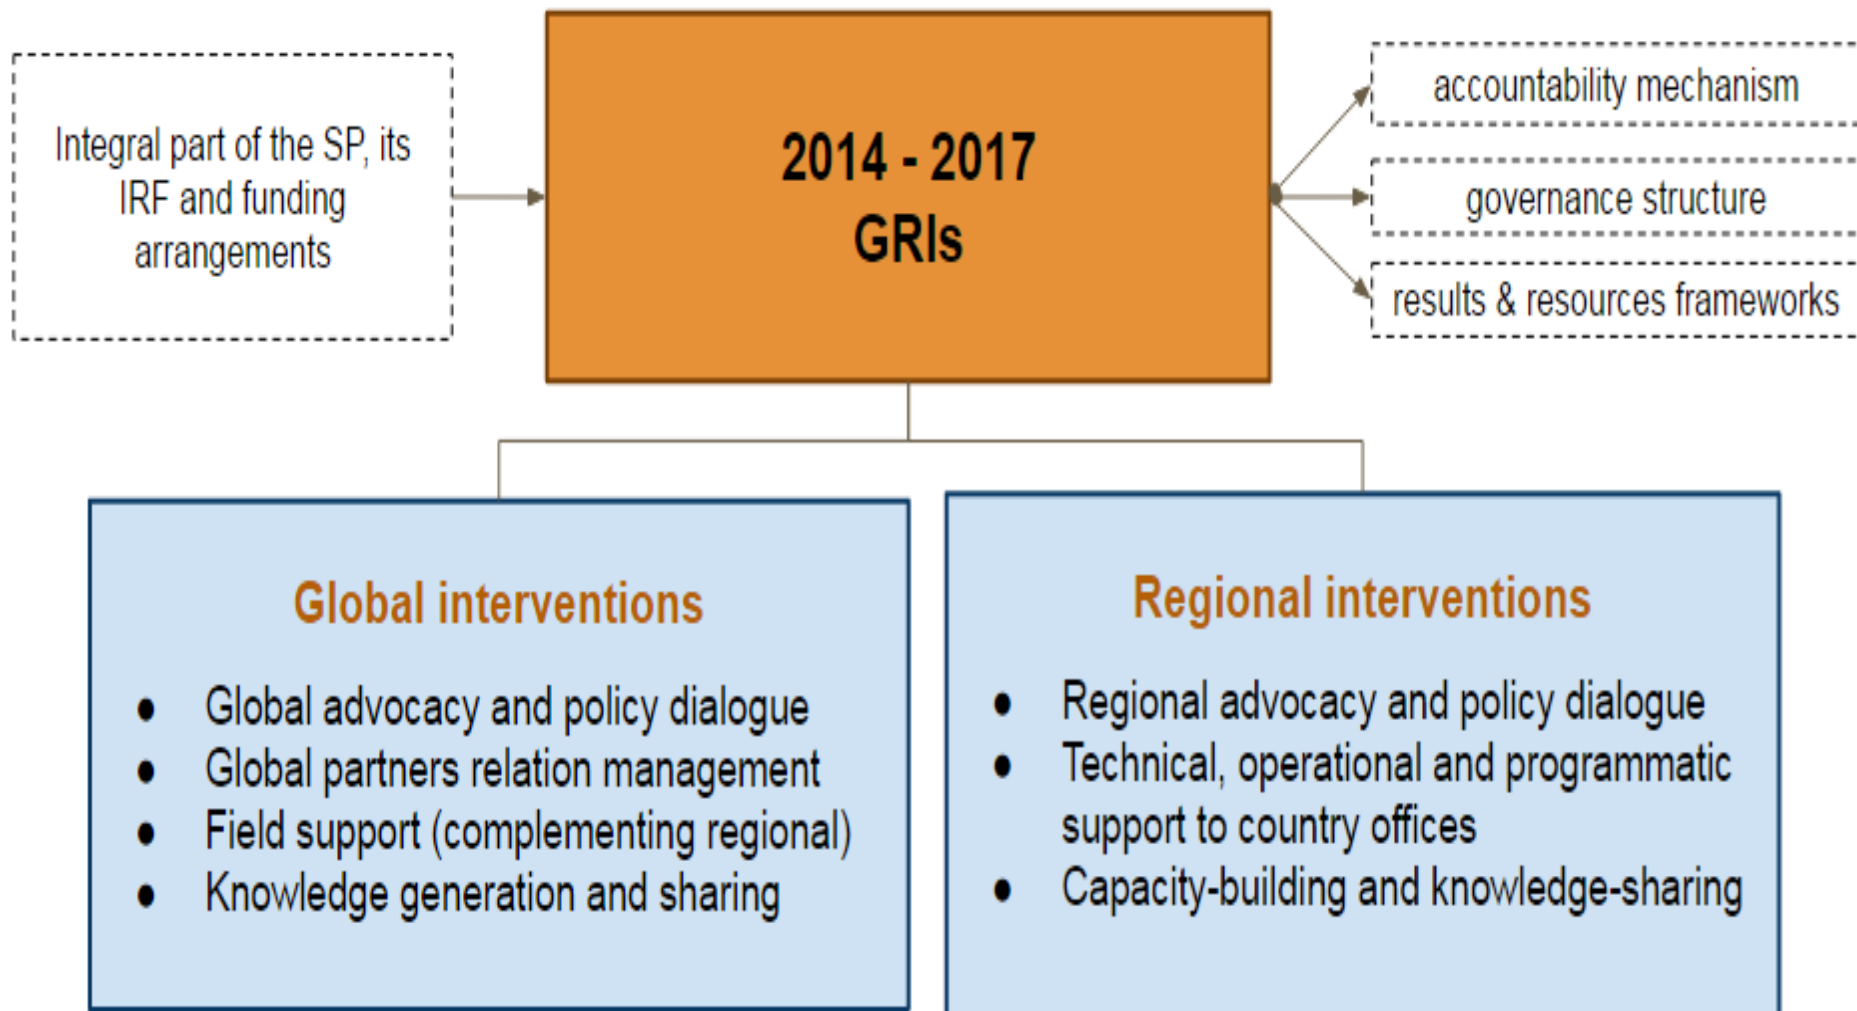 Integral part of the SP, its
IRF and funding
arrangements
2014 - 2017
GRIs
accountability mechanism
governance structure
results & resources frameworks
Global interventions
● Global advocacy and policy dialogue
● Global partners relation management
● Field support (complementing regional)
● Knowledge generation and sharing
Regional interventions
● Regional advocacy and policy dialogue
● Technical, operational and programmatic
support to country offices
● Capacity-building and knowledge-sharing